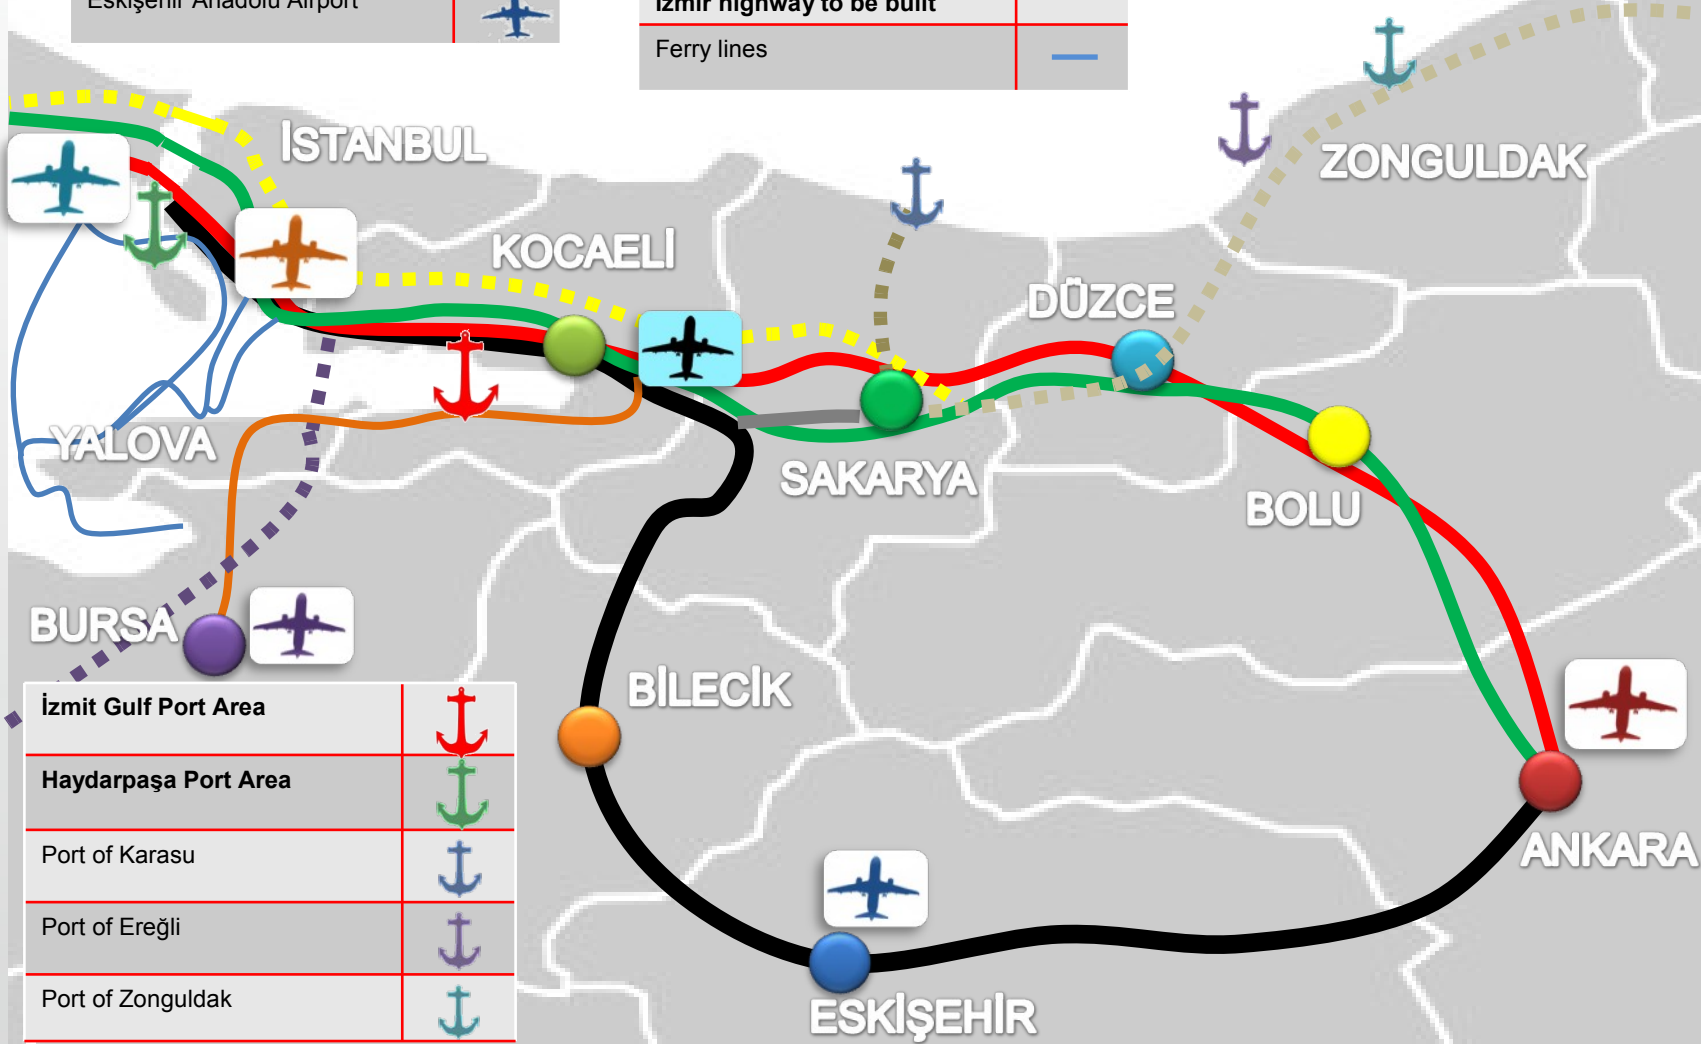 Eskişehir Anadolu Airport
İzmir highway to be built
Ferry lines
İSTANBUL
ZONGULDAK
KOCAELİ
DÜZCE
YALOVA
SAKARYA
BOLU
BURSA
BİLECİK
ANKARA
ESKİŞEHİR
İzmit Gulf Port Area
Haydarpaşa Port Area
Port of Karasu
Port of Ereğli
Port of Zonguldak